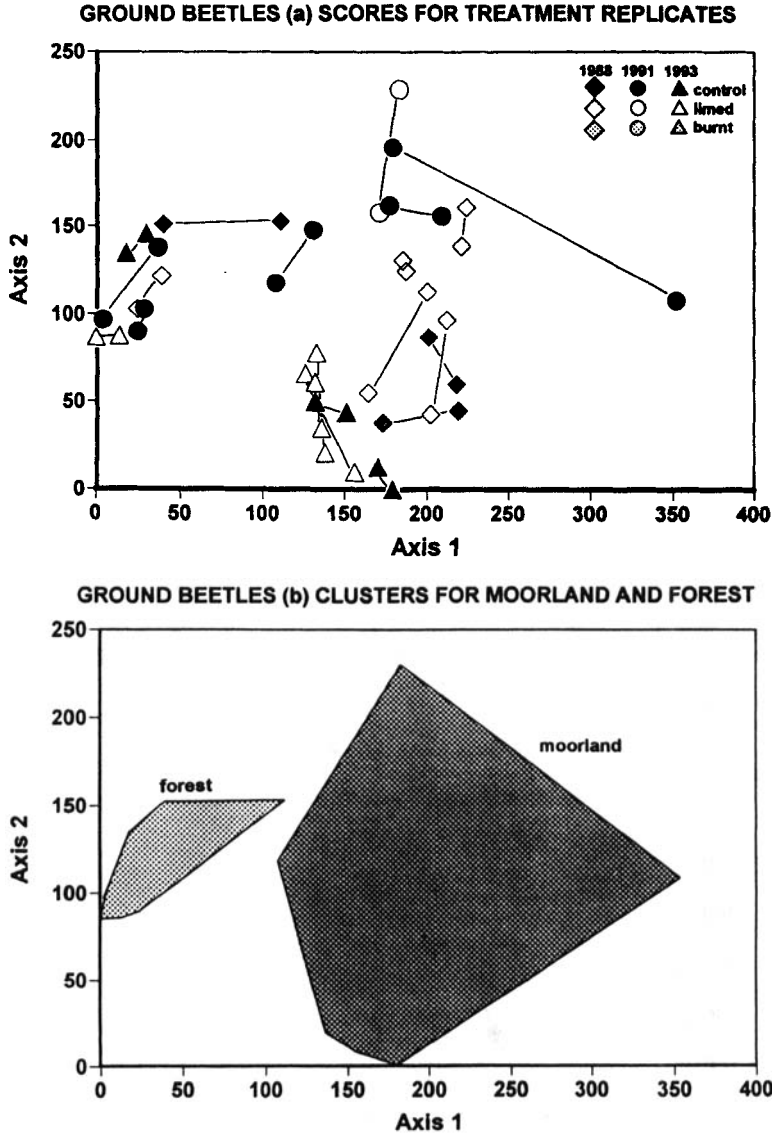 GROUND BEETLES (a) SCORES FOR TREATMENT REPLICATES
250
200
150
100
50
0
Axis 2
1988 1991 1993
control
limed
burnt
0 50 100 150 200 250 300 350 400
Axis 1
GROUND BEETLES (b) CLUSTERS FOR MOORLAND AND FOREST
250
200
150
100
50
0
Axis 2
forest
moorland
0 50 100 150 200 250 300 350 400
Axis 1